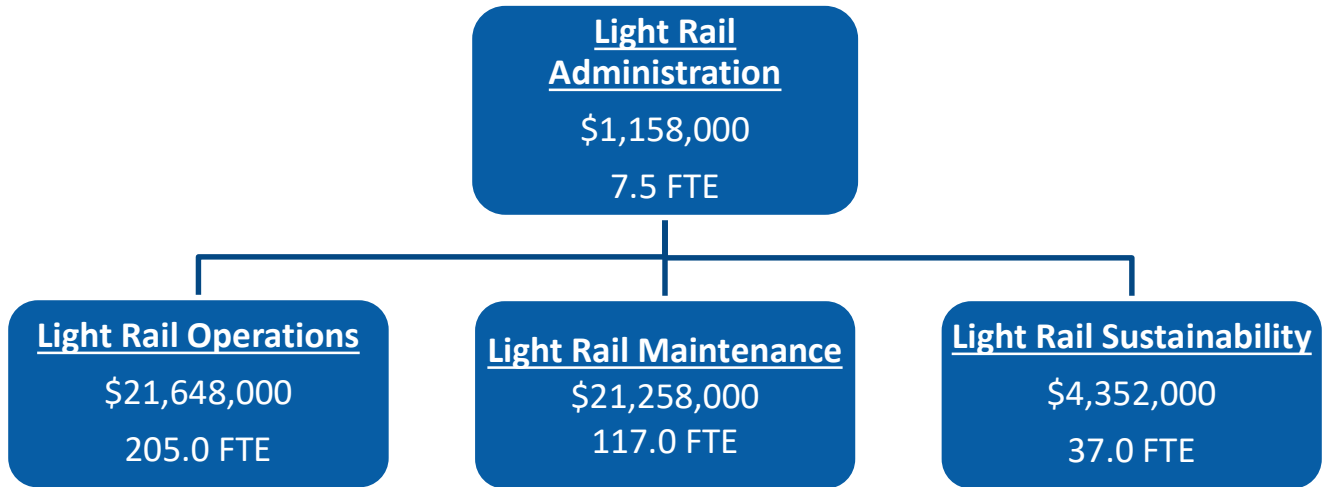 Light Rail
Administration
$1,158,000
7.5 FTE
Light Rail Operations
$21,648,000
205.0 FTE
Light Rail Maintenance
$21,258,000
117.0 FTE
Light Rail Sustainability
$4,352,000
37.0 FTE